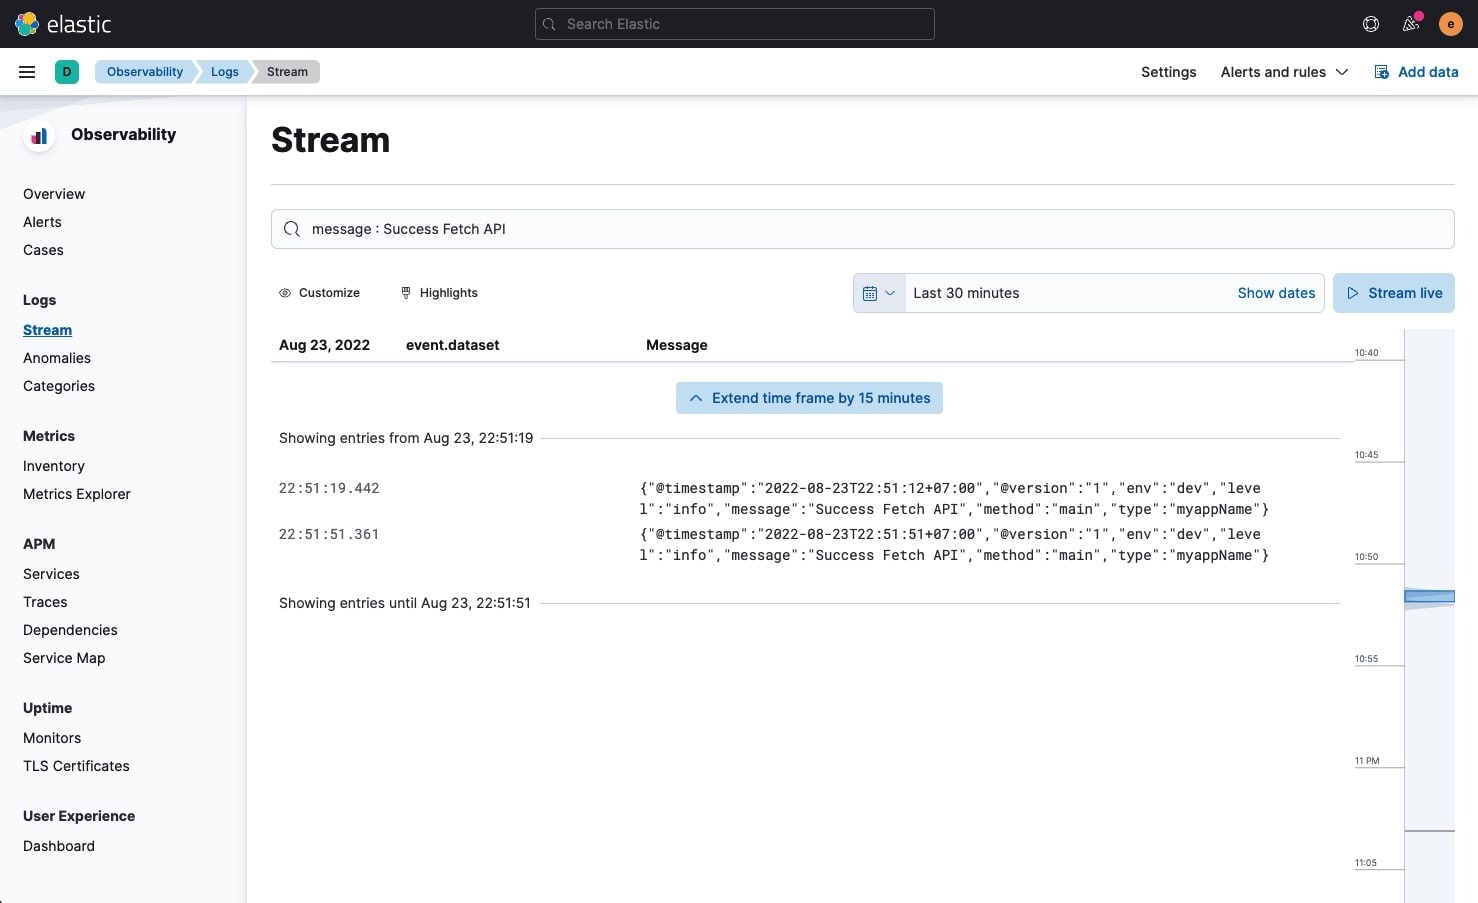 elastic
Search Elastic
e
D
Observability
Logs
Stream
Settings
Alerts and rules
Add data
Observability
Overview
Alerts
Cases
Logs
Stream
Anomalies
Categories
Metrics
Inventory
Metrics Explorer
APM
Services
Traces
Dependencies
Service Map
Uptime
Monitors
TLS Certificates
User Experience
Dashboard
Stream
message : Success Fetch API
Customize
Highlights
Last 30 minutes
Show dates
Stream live
Aug 23, 2022
event.dataset
Message
Extend time frame by 15 minutes
Showing entries from Aug 23, 22:51:19
22:51:19.442
{"@timestamp":"2022-08-23T22:51:12+07:00","@version":"1","env":"dev","leve
l":"info","message":"Success Fetch API","method":"main","type":"myappName"}
22:51:51.361
{"@timestamp":"2022-08-23T22:51:51+07:00","@version":"1","env":"dev","leve
l":"info","message":"Success Fetch API","method":"main","type":"myappName"}
Showing entries until Aug 23, 22:51:51
10:40
10:45
10:50
10:55
11 PM
11:05